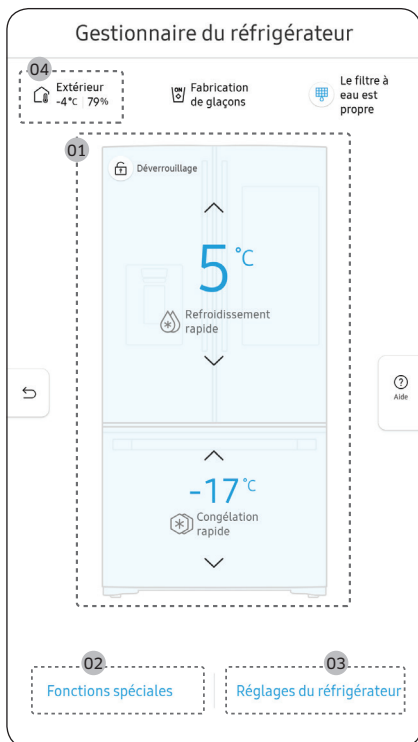 Gestionnaire du réfrigérateur
04
Extérieur
-4°C 79%
ON
Fabrication
de glaçons
Le filtre à
eau est
propre
01
Déverrouillage
5 °C
Refroidissement
rapide
?
Aide
-17 °C
Congélation
rapide
02
03
Fonctions spéciales
Réglages du réfrigérateur